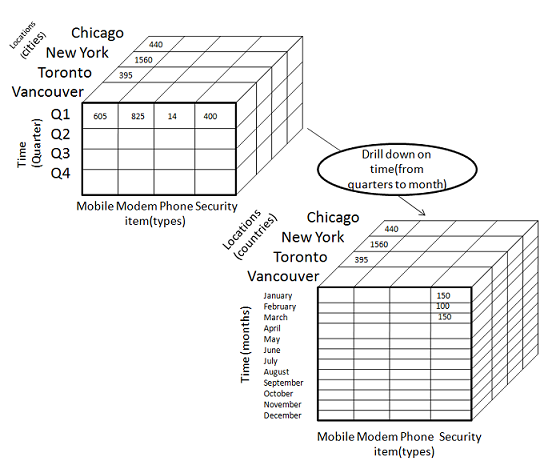 Locations
(cities)
Chicago
New York
Toronto
Vancouver
440
1560
395
Time
(Quarter)
Q1 605 825 14 400
Q2
Q3
Q4
Mobile Modem Phone Security
item(types)
Drill down on
time(from
quarters to month)
Locations
(countries)
Chicago
New York
Toronto
Vancouver
440
1560
395
Time (months)
January 150
February 100
March 150
April
May
June
July
August
September
October
November
December
Mobile Modem Phone Security
item(types)